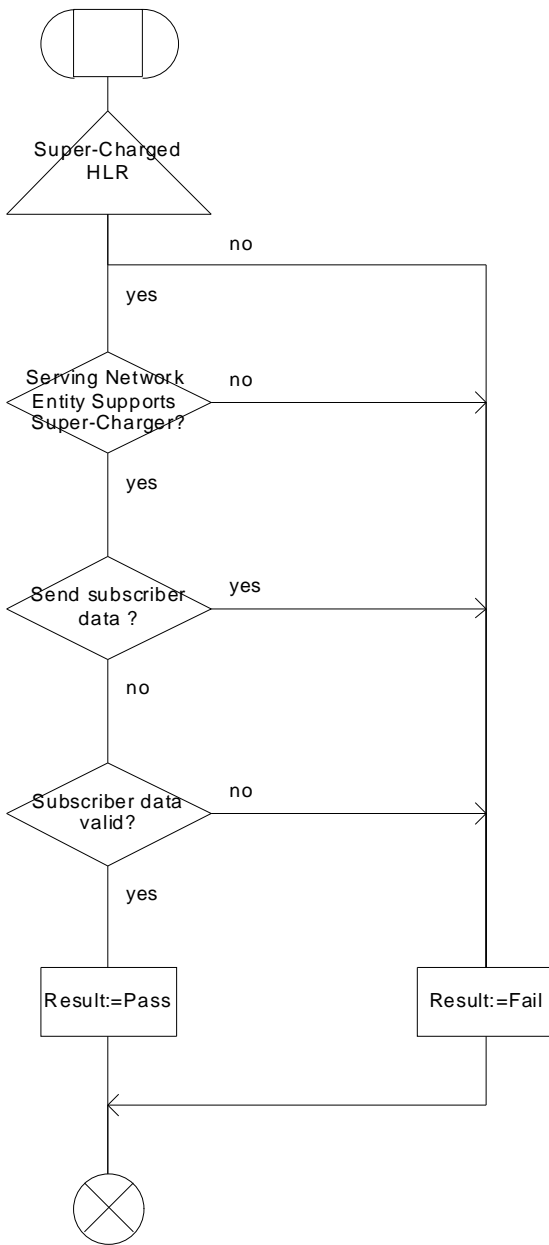 Super-Charged
HLR
no
yes
Serving Network
Entity Supports
Super-Charger?
no
yes
Send subscriber
data ?
yes
no
Subscriber data
valid?
no
yes
Result:=Pass
Result:=Fail